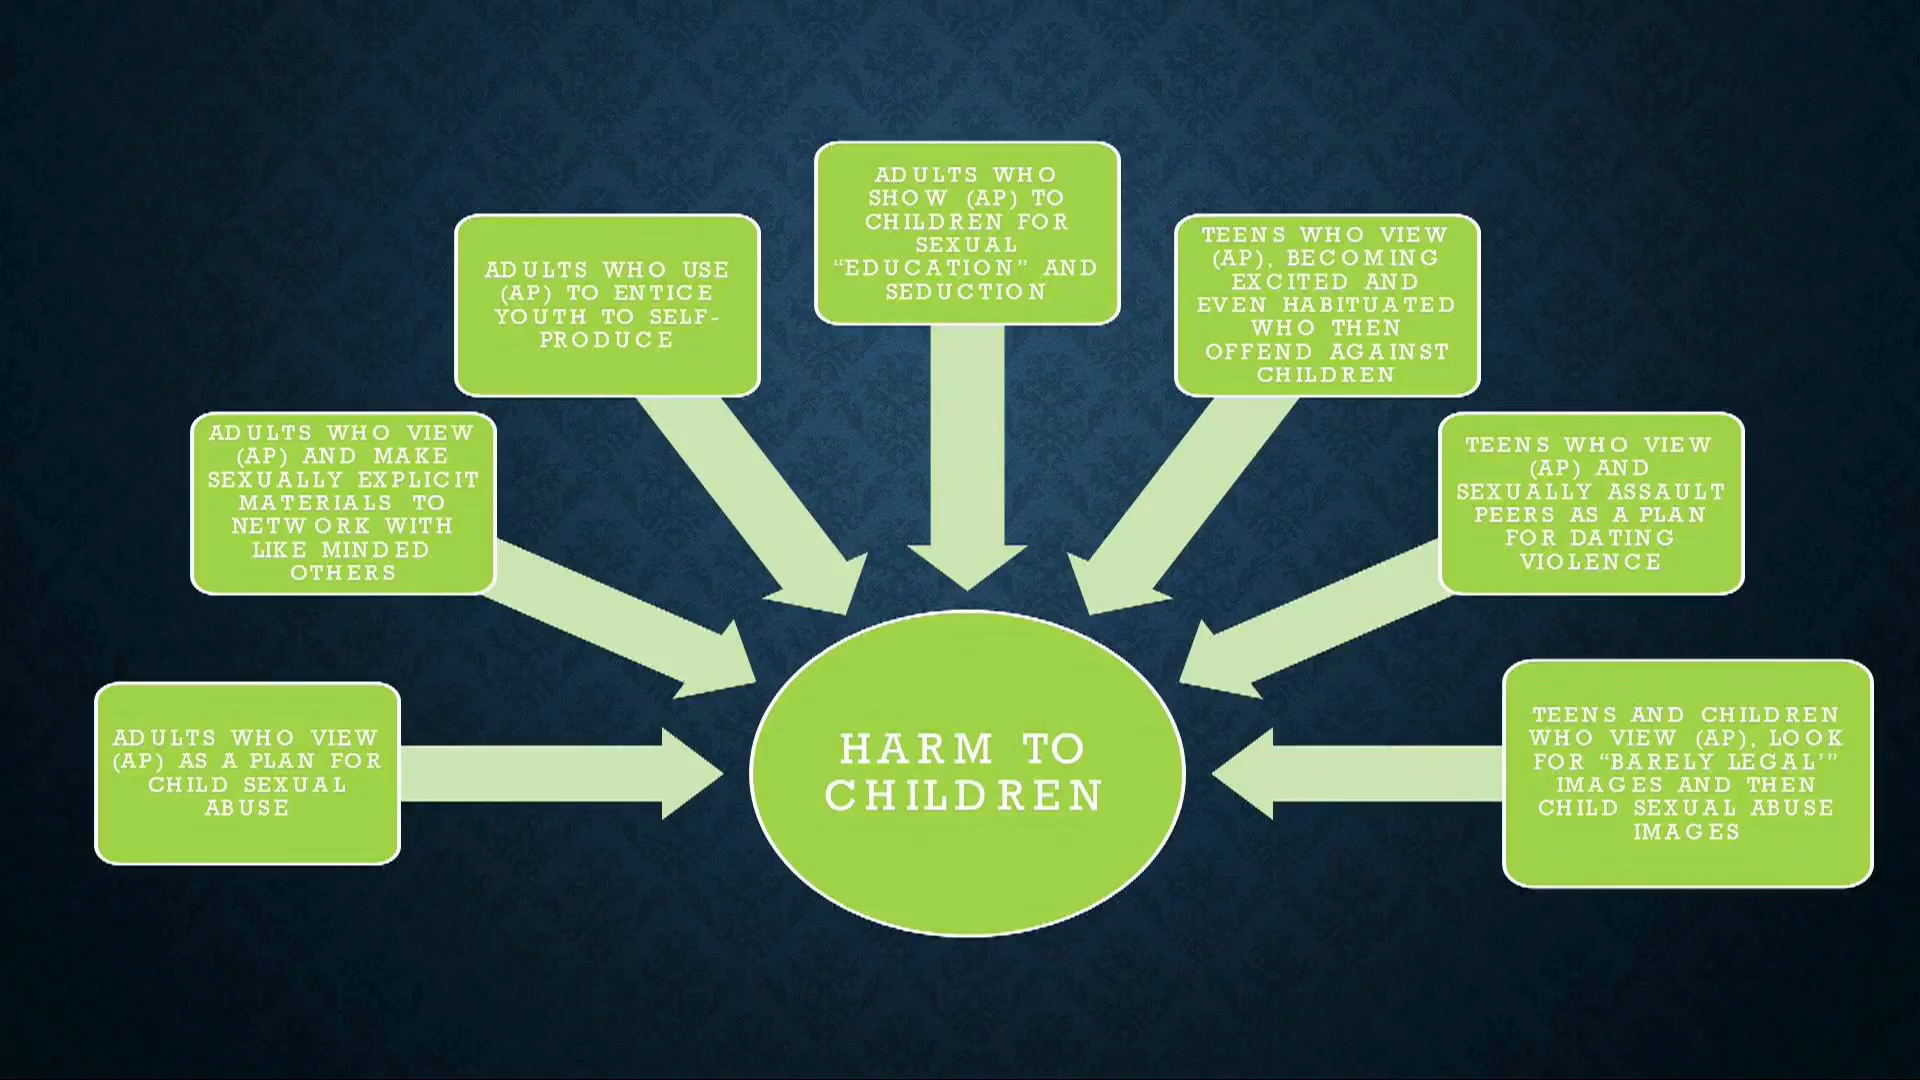 ADULTS WHO
SHOW (AP) TO
CHILDREN FOR
SEXUAL
“EDUCATION” AND
SEDUCTION
ADULTS WHO USE
(AP) TO ENTICE
YOUTH TO SELF-
PRODUCE
TEENS WHO VIEW
(AP), BECOMING
EXCITED AND
EVEN HABITUATED
WHO THEN
OFFEND AGAINST
CHILDREN
ADULTS WHO VIEW
(AP) AND MAKE
SEXUALLY EXPLICIT
MATERIALS TO
NETWORK WITH
LIKE MINDED
OTHERS
TEENS WHO VIEW
(AP) AND
SEXUALLY ASSAULT
PEERS AS A PLAN
FOR DATING
VIOLENCE
ADULTS WHO VIEW
(AP) AS A PLAN FOR
CHILD SEXUAL
ABUSE
HARM TO
CHILDREN
TEENS AND CHILDREN
WHO VIEW (AP), LOOK
FOR “BARELY LEGAL’”
IMAGES AND THEN
CHILD SEXUAL ABUSE
IMAGES